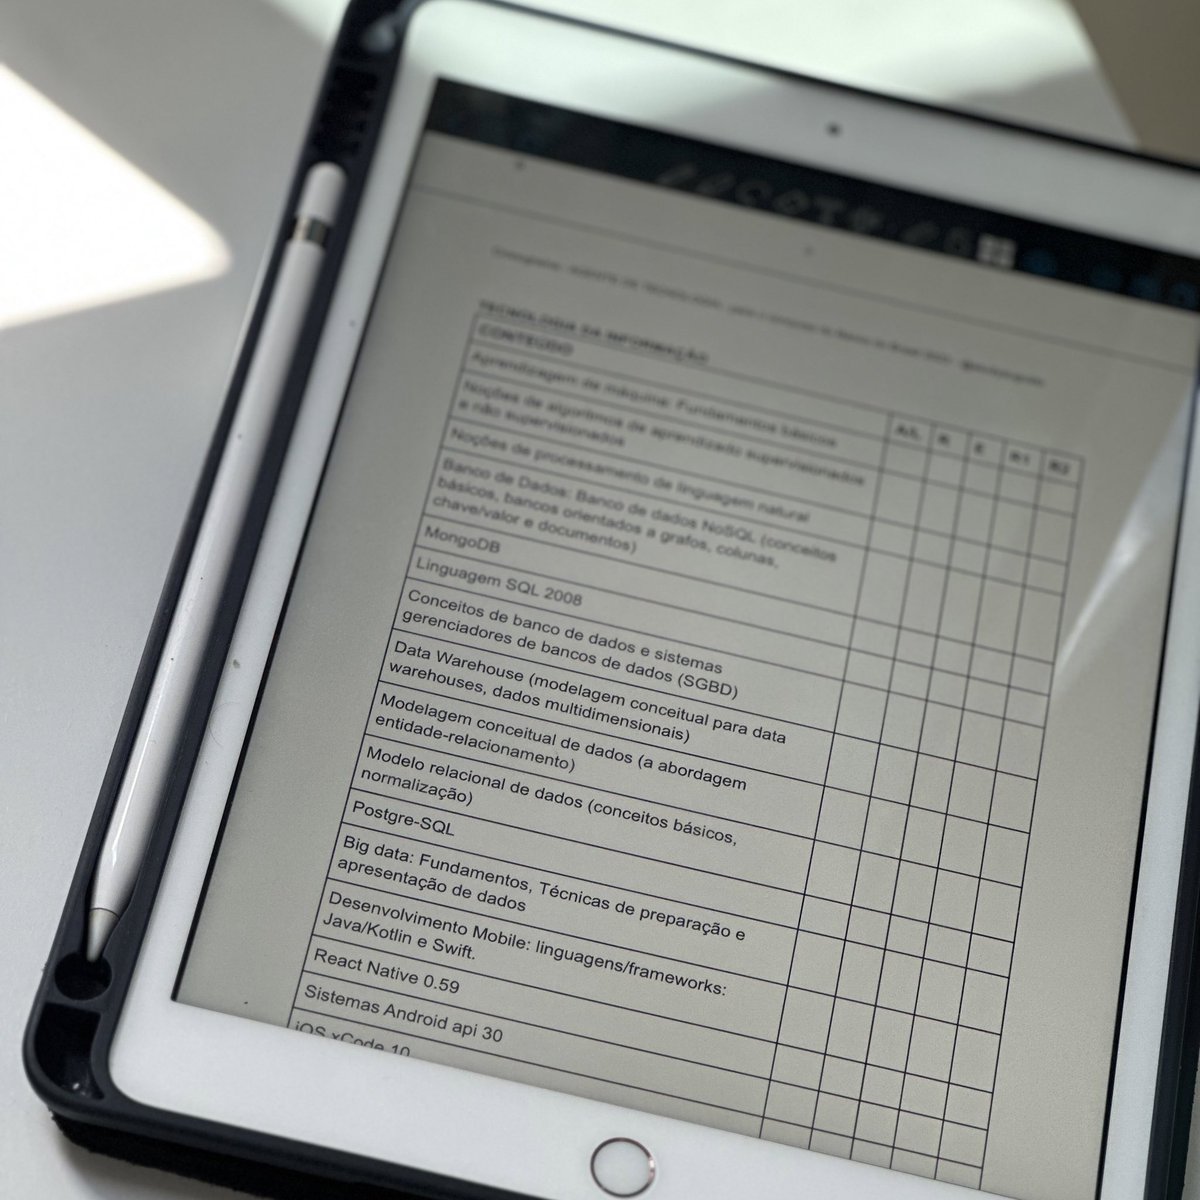 TECNOLOGIA DA INFORMAÇÃO
CONTEÚDO A/L R E R1 R2
Aprendizagem de máquina: Fundamentos básicos
Noções de algoritmos de aprendizado supervisionados
e não supervisionados
Noções de processamento de linguagem natural
Banco de Dados: Banco de dados NoSQL (conceitos
básicos, bancos orientados a grafos, colunas,
chave/valor e documentos)
MongoDB
Linguagem SQL 2008
Conceitos de banco de dados e sistemas
gerenciadores de bancos de dados (SGBD)
Data Warehouse (modelagem conceitual para data
warehouses, dados multidimensionais)
Modelagem conceitual de dados (a abordagem
entidade-relacionamento)
Modelo relacional de dados (conceitos básicos,
normalização)
Postgre-SQL
Big data: Fundamentos, Técnicas de preparação e
apresentação de dados
Desenvolvimento Mobile: linguagens/frameworks:
Java/Kotlin e Swift.
React Native 0.59
Sistemas Android api 30
iOS xCode 10